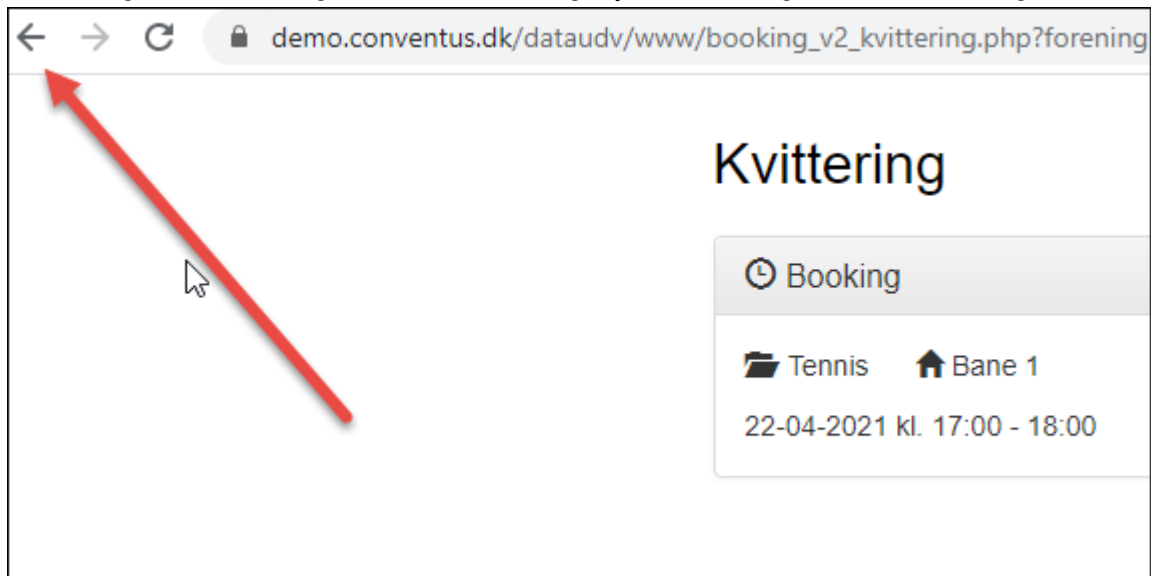 demo.conventus.dk/dataudv/www/booking_v2_kvittering.php?forening
Kvittering
Booking
Tennis Bane 1
22-04-2021 kl. 17:00 - 18:00